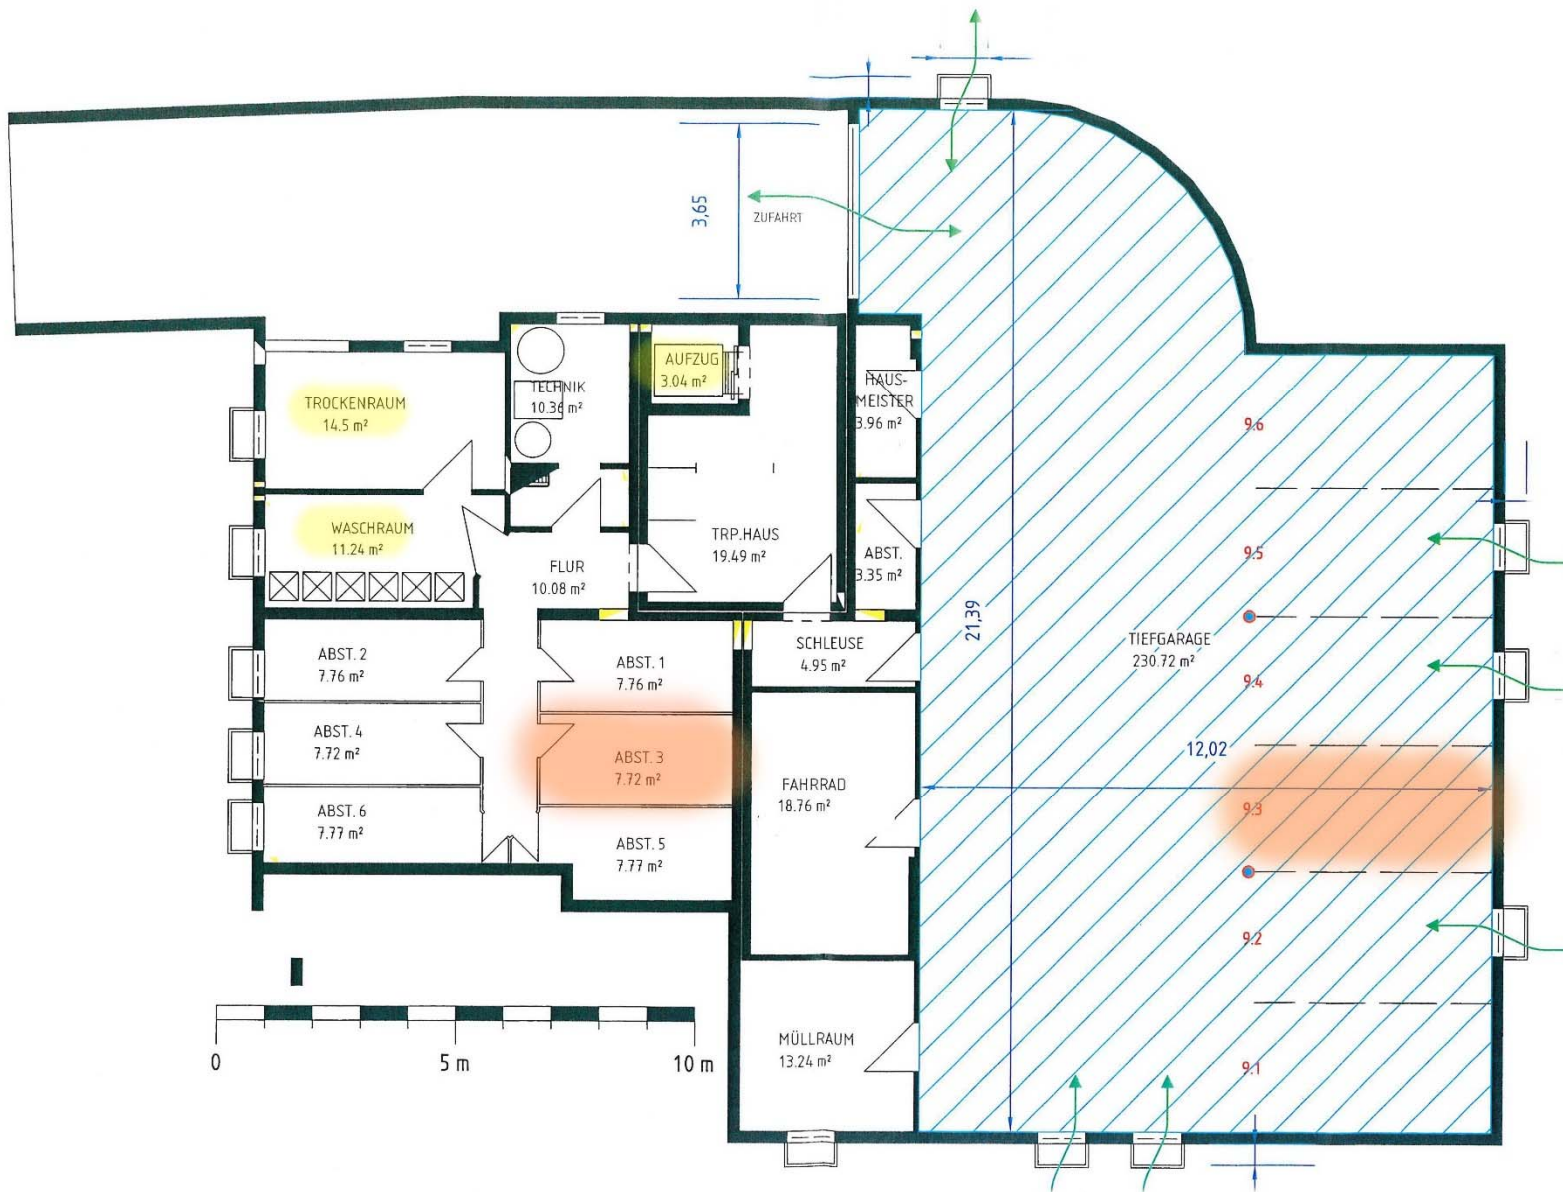 3,65
ZUFAHRT
AUFZUG
3.04 m²
TECHNIK
10.36 m²
HAUS-
MEISTER
3.96 m²
TROCKENRAUM
14.5 m²
9.6
WASCHRAUM
11.24 m²
TRP.HAUS
19.49 m²
ABST.
3.35 m²
9.5
FLUR
10.08 m²
21,39
TIEFGARAGE
230.72 m²
SCHLEUSE
4.95 m²
ABST. 2
7.76 m²
ABST. 1
7.76 m²
9.4
ABST. 4
7.72 m²
ABST. 3
7.72 m²
12,02
FAHRRAD
18.76 m²
9.3
ABST. 6
7.77 m²
ABST. 5
7.77 m²
9.2
MÜLLRAUM
13.24 m²
9.1
0 5 m 10 m